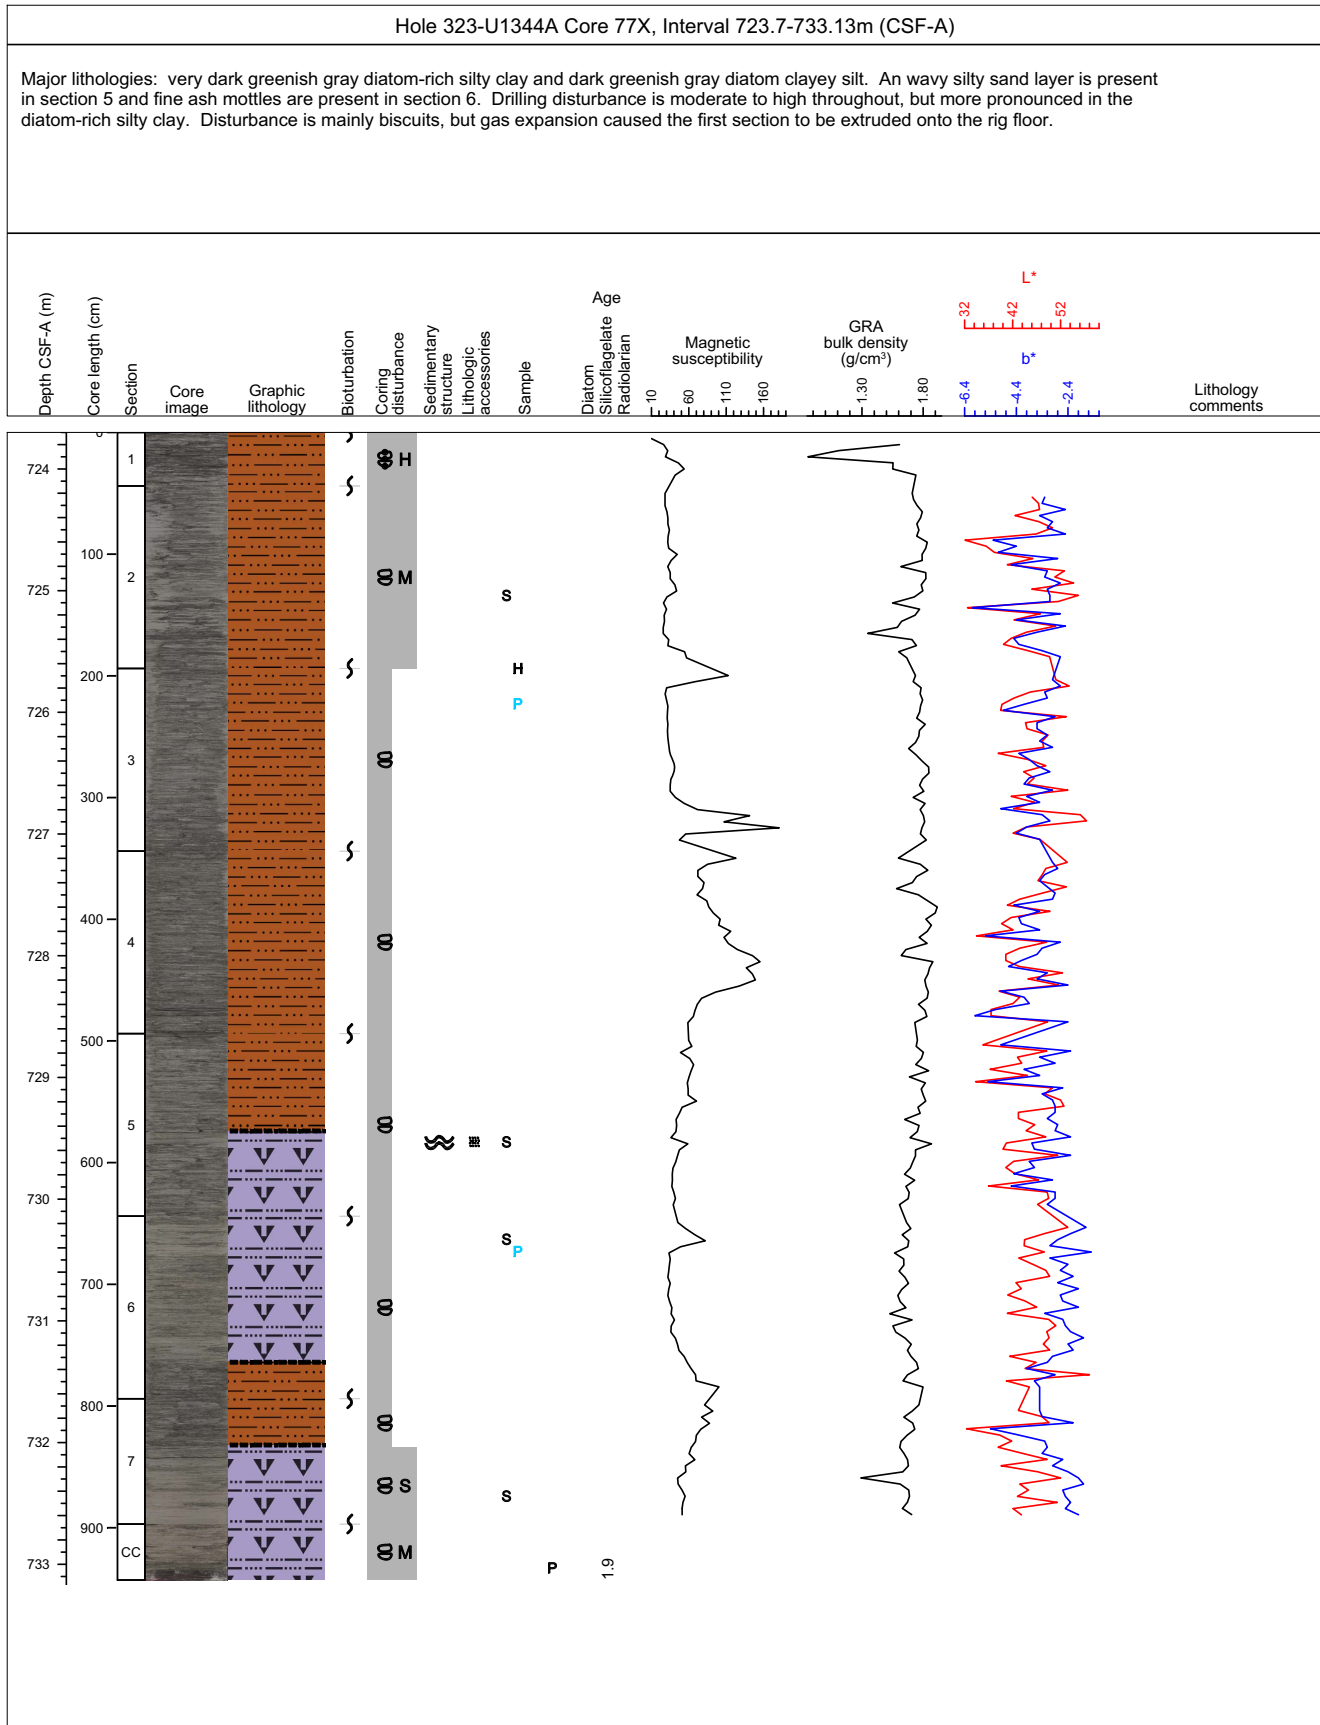 Hole 323-U1344A Core 77X, Interval 723.7-733.13m (CSF-A)
Major lithologies: very dark greenish gray diatom-rich silty clay and dark greenish gray diatom clayey silt. An wavy silty sand layer is present
in section 5 and fine ash mottles are present in section 6. Drilling disturbance is moderate to high throughout, but more pronounced in the
diatom-rich silty clay. Disturbance is mainly biscuits, but gas expansion caused the first section to be extruded onto the rig floor.
Depth CSF-A (m)
Core length (cm)
Section
Core
image
Graphic
lithology
Bioturbation
Coring
disturbance
Sedimentary
structure
Lithologic
accessories
Sample
Age
Diatom
Silicoflagelate
Radiolarian
Magnetic
susceptibility
10 60 110 160
GRA
bulk density
(g/cm³)
1.30 1.80
L*
32 42 52
b*
-6.4 -4.4 -2.4
Lithology
comments
0
1
H
724
100
2
M
725
S
H
200
P
726
3
300
727
400
4
728
500
729
5
S
600
730
S
P
700
6
731
800
732
7
S
S
900
CC
M
733
P
1.9